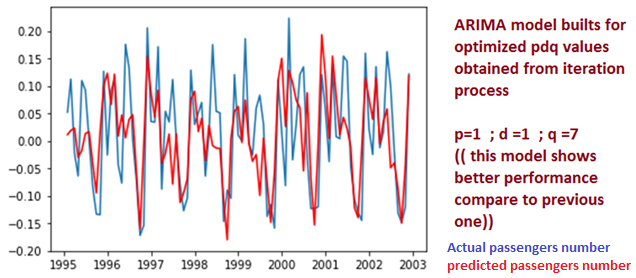 0.20
0.15
0.10
0.05
0.00
−0.05
−0.10
−0.15
−0.20
1995 1996 1997 1998 1999 2000 2001 2002 2003
ARIMA model builts for
optimized pdq values
obtained from iteration
process
p=1 ; d =1 ; q =7
(( this model shows
better performance
compare to previous
one))
Actual passengers number
predicted passengers number